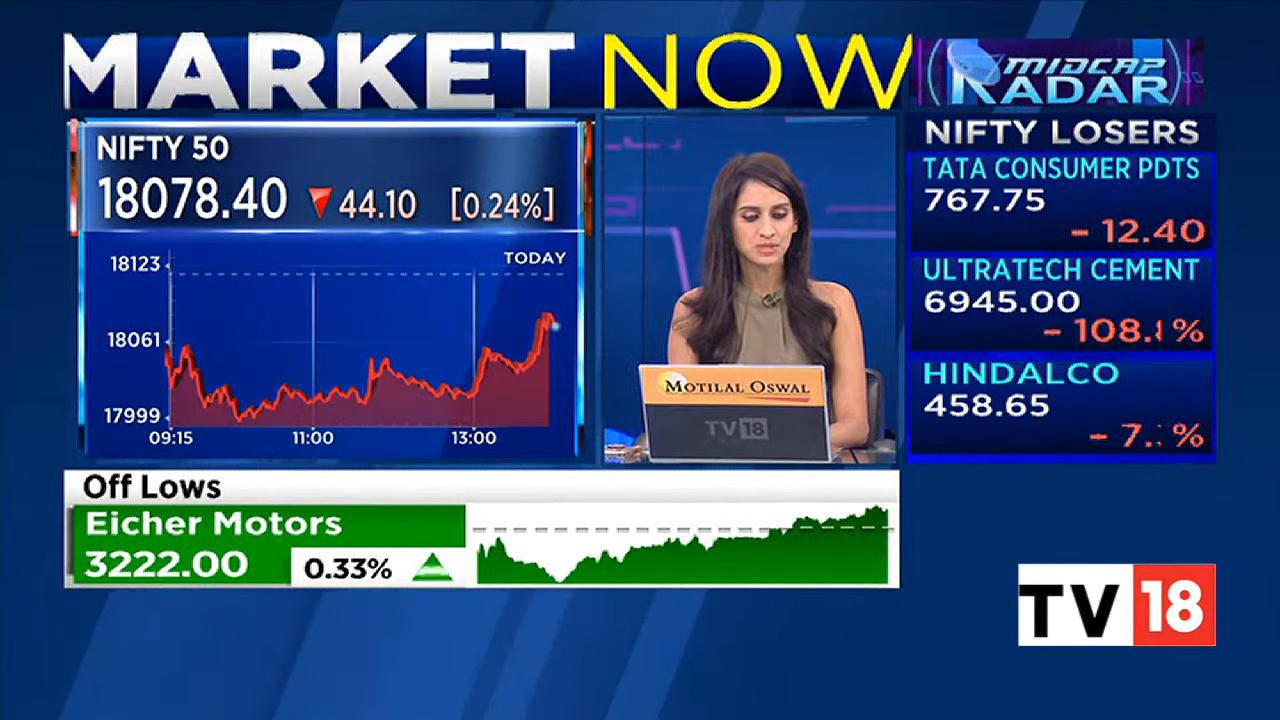 MARKET NOW
MIDCAP
RADAR
NIFTY 50
18078.40 44.10 [0.24%]
TODAY
18123
18061
17999
09:15 11:00 13:00
MOTILAL OSWAL
TV18
NIFTY LOSERS
TATA CONSUMER PDTS
767.75
- 12.40
ULTRATECH CEMENT
6945.00
HINDALCO
458.65
Off Lows
Eicher Motors
3222.00 0.33%
TV18